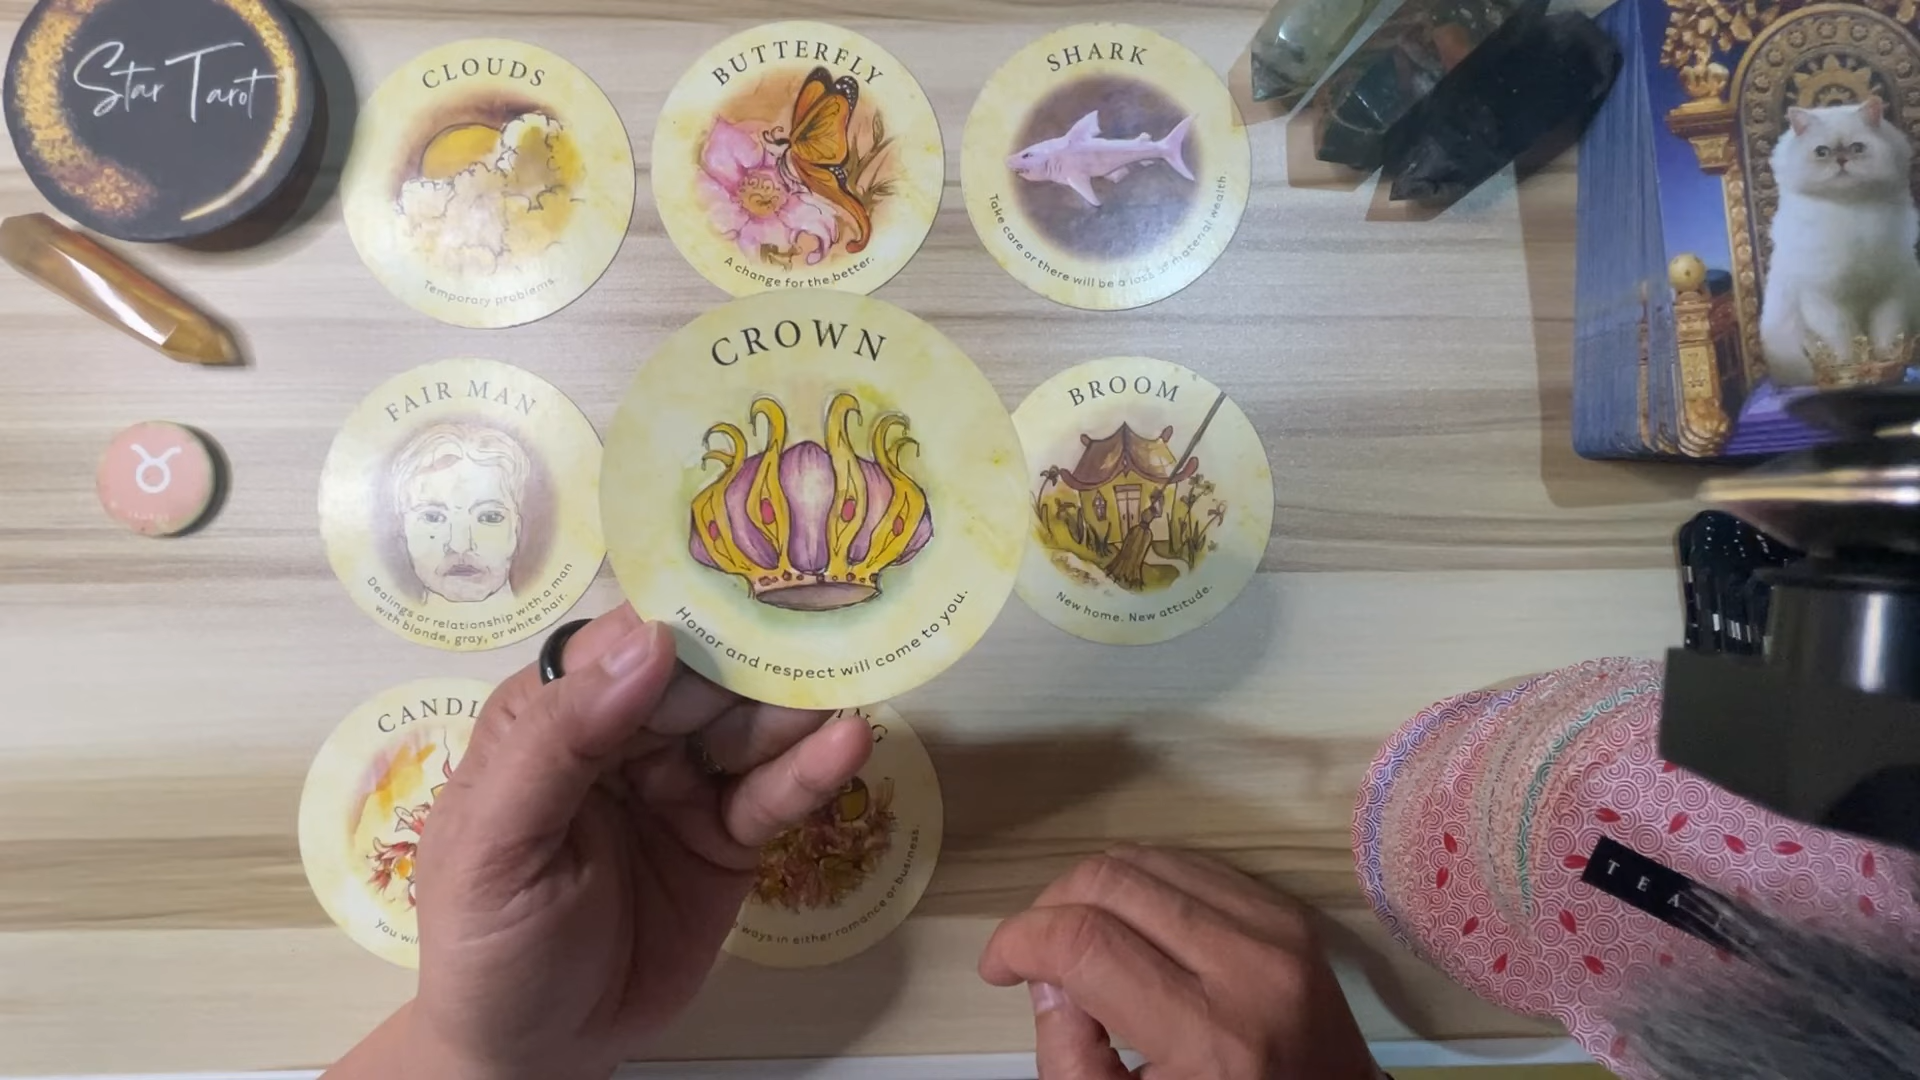 Star Tarot
CLOUDS
Temporary problems.
BUTTERFLY
A change for the better.
SHARK
Take care or there will be a loss of material wealth.
FAIR MAN
Dealings or relationship with a man
with blonde, gray, or white hair.
CROWN
Honor and respect will come to you.
BROOM
New home. New attitude.
You
ways in either romance or business.